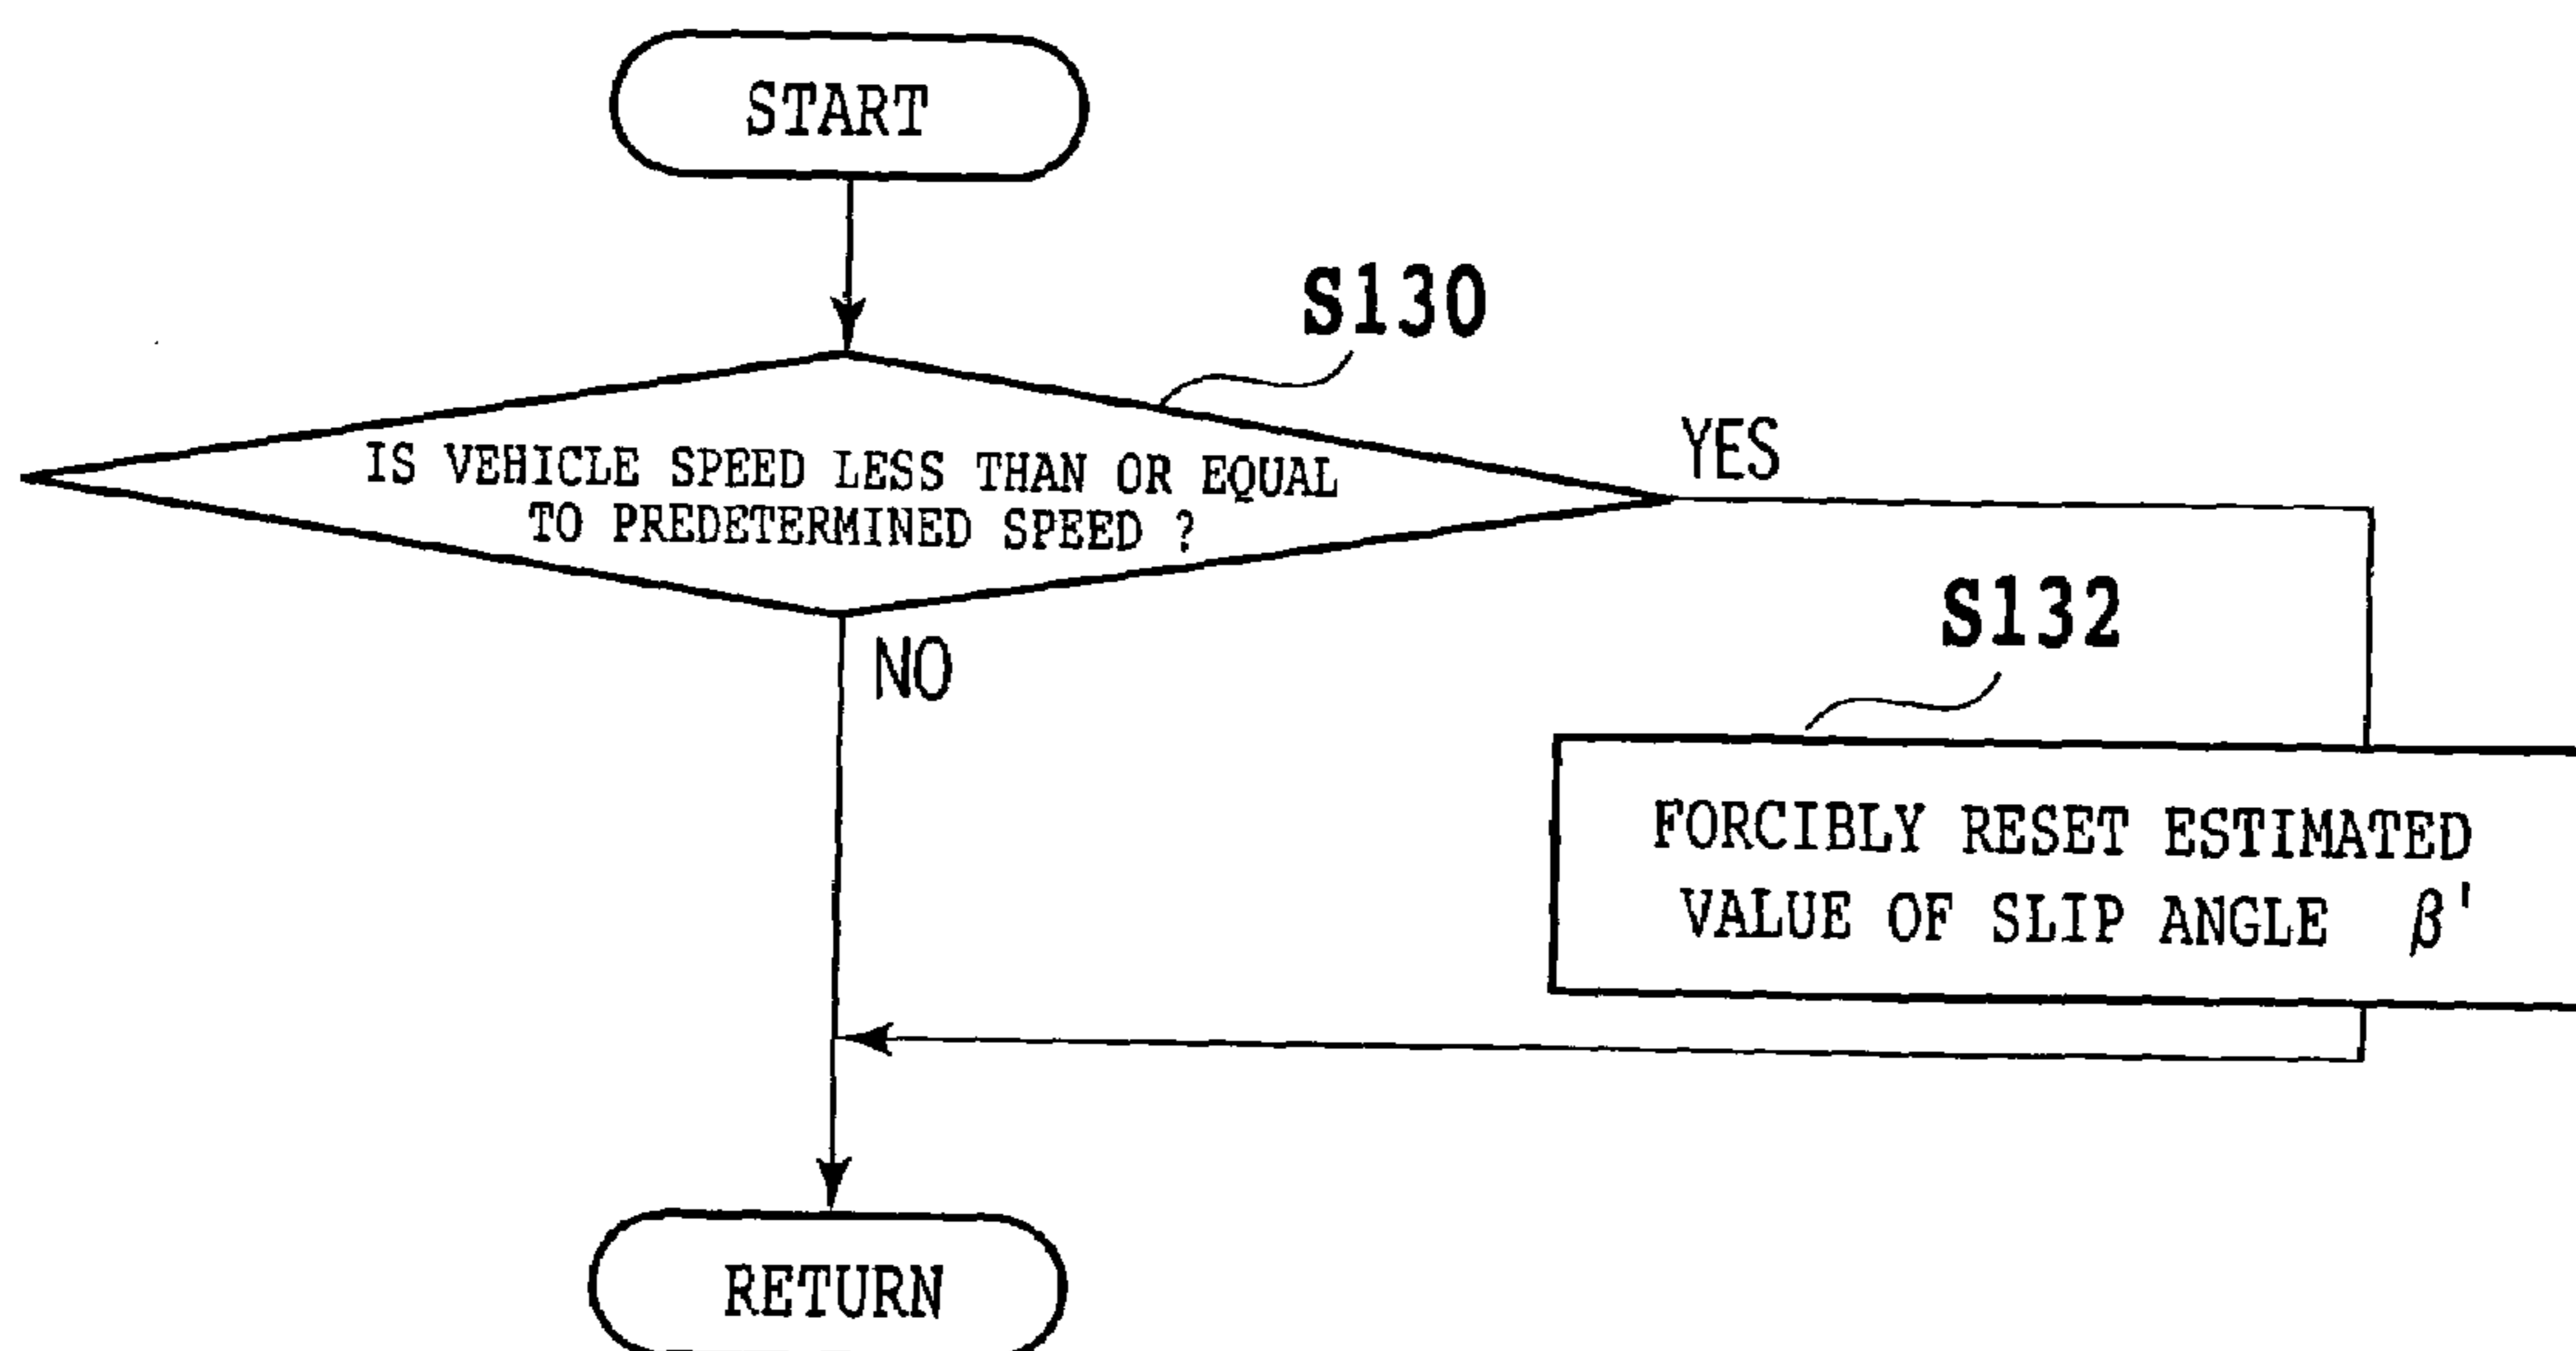 START
S130
IS VEHICLE SPEED LESS THAN OR EQUAL
TO PREDETERMINED SPEED ?
YES
NO
S132
FORCIBLY RESET ESTIMATED
VALUE OF SLIP ANGLE β'
RETURN